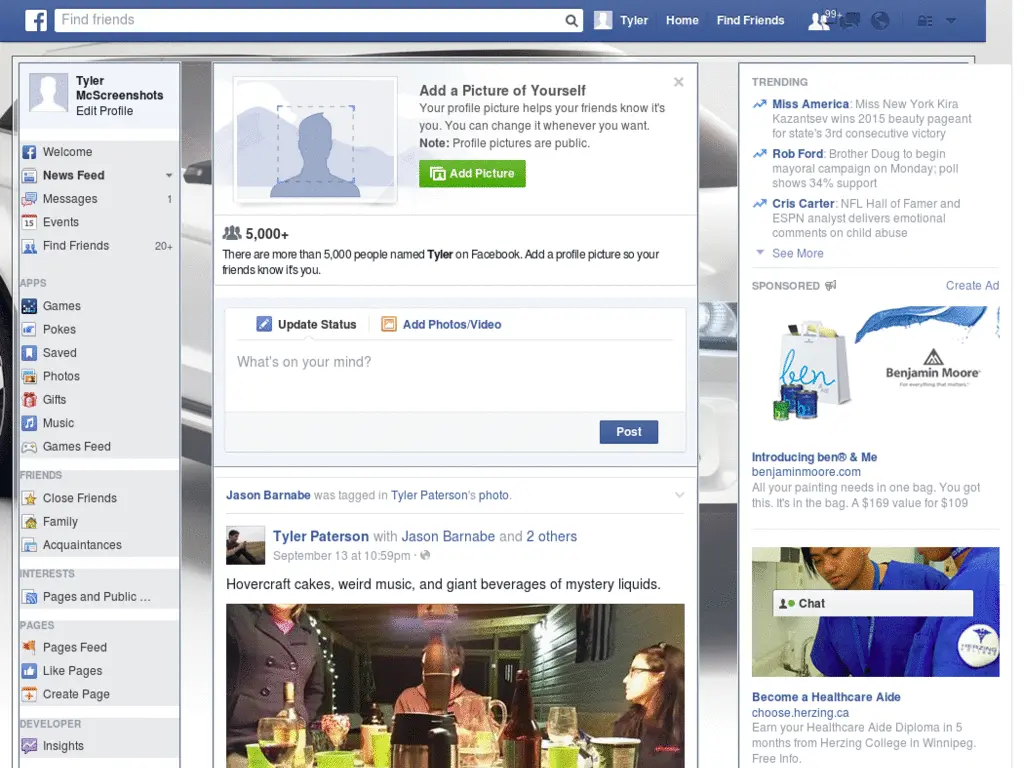 Find friends
Tyler
Home
Find Friends
99+
Tyler
McScreenshots
Edit Profile
Welcome
News Feed
Messages 1
Events
Find Friends 20+
APPS
Games
Pokes
Saved
Photos
Gifts
Music
Games Feed
FRIENDS
Close Friends
Family
Acquaintances
INTERESTS
Pages and Public ...
PAGES
Pages Feed
Like Pages
Create Page
DEVELOPER
Insights
Add a Picture of Yourself
Your profile picture helps your friends know it's
you. You can change it whenever you want.
Note: Profile pictures are public.
Add Picture
5,000+
There are more than 5,000 people named Tyler on Facebook. Add a profile picture so your
friends know it's you.
Update Status
Add Photos/Video
What's on your mind?
Post
Jason Barnabe was tagged in Tyler Paterson's photo.
Tyler Paterson with Jason Barnabe and 2 others
September 13 at 10:59pm ·
Hovercraft cakes, weird music, and giant beverages of mystery liquids.
TRENDING
Miss America: Miss New York Kira
Kazantsev wins 2015 beauty pageant
for state's 3rd consecutive victory
Rob Ford: Brother Doug to begin
mayoral campaign on Monday; poll
shows 34% support
Cris Carter: NFL Hall of Famer and
ESPN analyst delivers emotional
comments on child abuse
See More
SPONSORED
Create Ad
ben
Benjamin Moore
For everything that matters.
Introducing ben® & Me
benjaminmoore.com
All your painting needs in one bag. You got
this. It's in the bag. A $169 value for $109
Chat
HERZING
COLLEGE
Become a Healthcare Aide
choose.herzing.ca
Earn your Healthcare Aide Diploma in 5
months from Herzing College in Winnipeg.
Free Info.